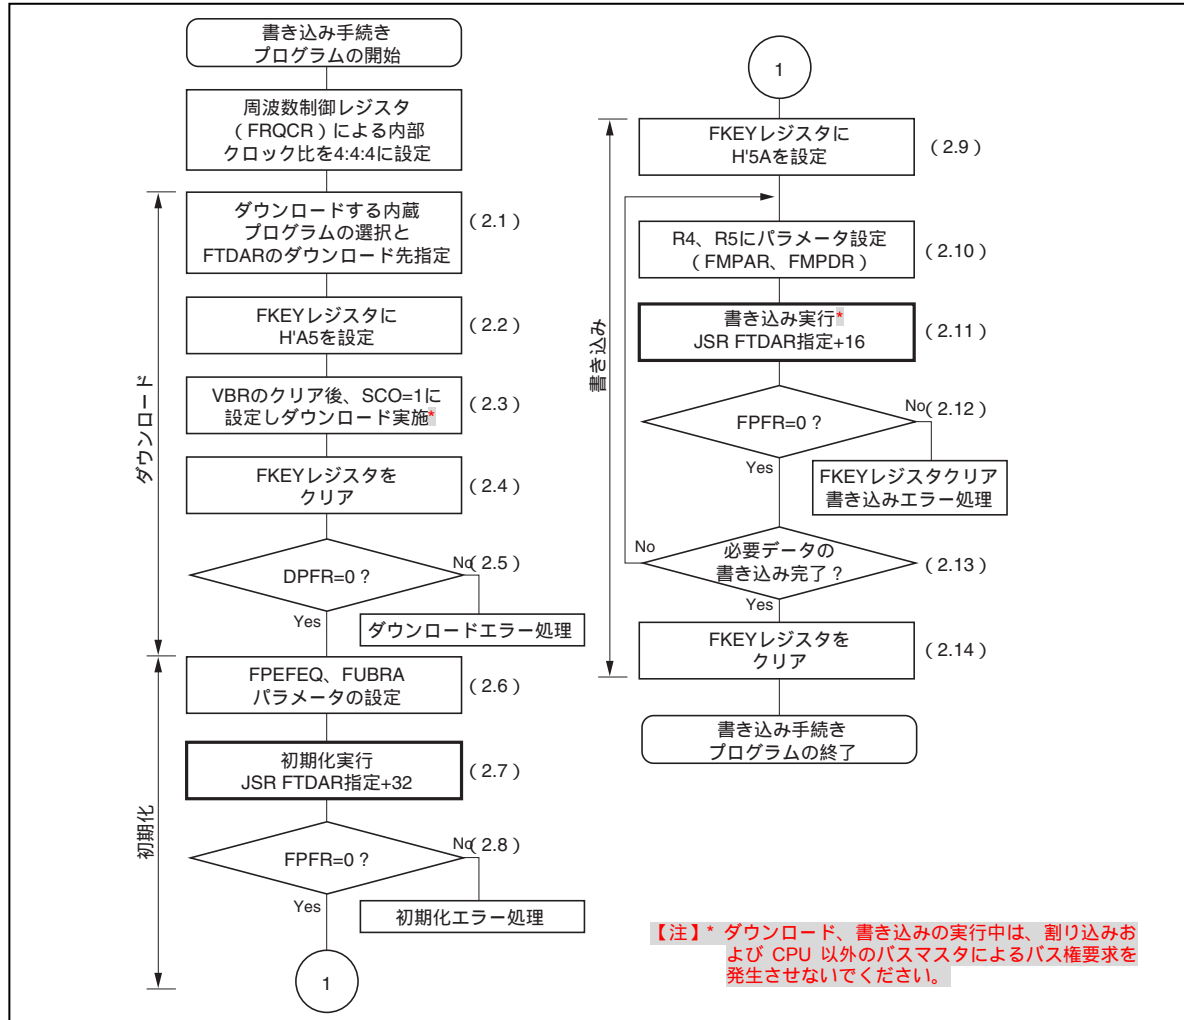 書き込み手続き
プログラムの開始
周波数制御レジスタ
(FRQCR)による内部
クロック比を4:4:4に設定
ダウンロード
ダウンロードする内蔵
プログラムの選択と
FTDARのダウンロード先指定
(2.1)
FKEYレジスタに
H'A5を設定
(2.2)
VBRのクリア後、SCO=1に
設定しダウンロード実施*
(2.3)
FKEYレジスタを
クリア
(2.4)
DPFR=0?
No
(2.5)
Yes
ダウンロードエラー処理
初期化
FPEFEQ、FUBRA
パラメータの設定
(2.6)
初期化実行
JSR FTDAR指定+32
(2.7)
FPFR=0?
No
(2.8)
Yes
初期化エラー処理
1
1
書き込み
FKEYレジスタに
H'5Aを設定
(2.9)
R4、R5にパラメータ設定
(FMPAR、FMPDR)
(2.10)
書き込み実行*
JSR FTDAR指定+16
(2.11)
FPFR=0?
No
(2.12)
Yes
FKEYレジスタクリア
書き込みエラー処理
No
必要データの
書き込み完了?
(2.13)
Yes
FKEYレジスタを
クリア
(2.14)
書き込み手続き
プログラムの終了
【注】* ダウンロード、書き込みの実行中は、割り込みお
よび CPU 以外のバスマスタによるバス権要求を
発生させないでください。